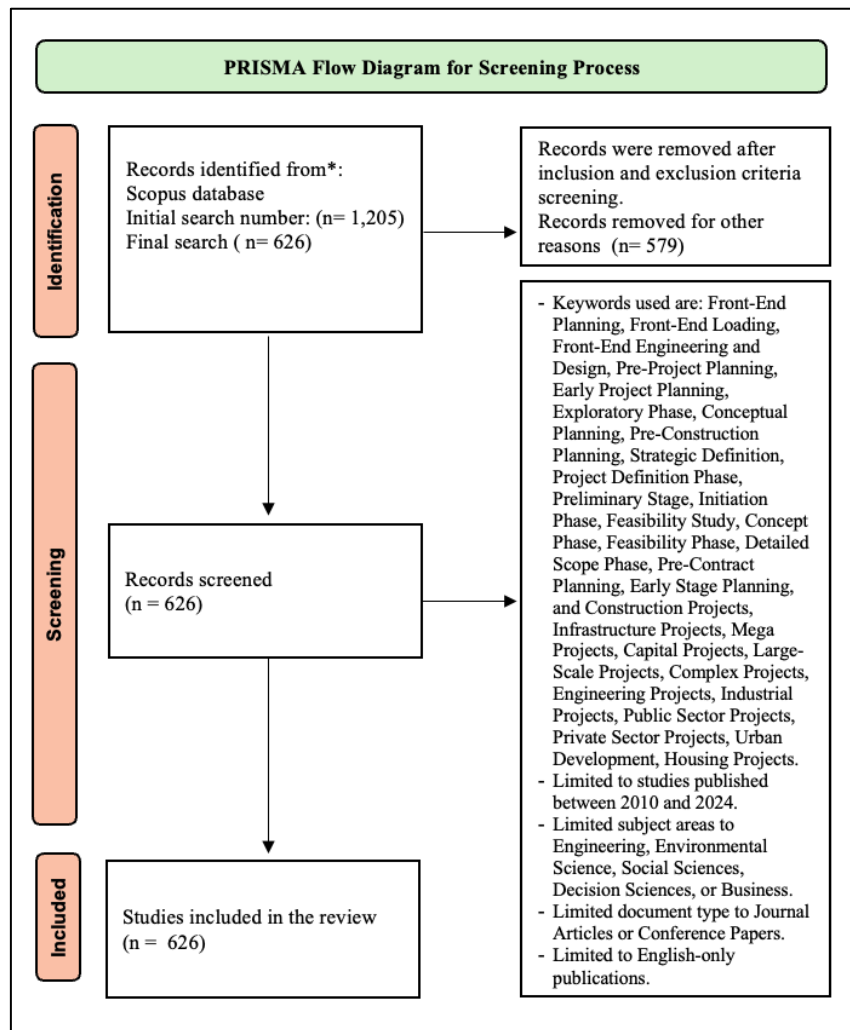 PRISMA Flow Diagram for Screening Process
Identification
Records identified from*:
Scopus database
Initial search number: (n= 1,205)
Final search ( n= 626)
Records were removed after
inclusion and exclusion criteria
screening.
Records removed for other
reasons  (n= 579)
Screening
Records screened
(n = 626)
- Keywords used are: Front-End
Planning, Front-End Loading,
Front-End Engineering and
Design, Pre-Project Planning,
Early Project Planning,
Exploratory Phase, Conceptual
Planning, Pre-Construction
Planning, Strategic Definition,
Project Definition Phase,
Preliminary Stage, Initiation
Phase, Feasibility Study, Concept
Phase, Feasibility Phase, Detailed
Scope Phase, Pre-Contract
Planning, Early Stage Planning,
and Construction Projects,
Infrastructure Projects, Mega
Projects, Capital Projects, Large-
Scale Projects, Complex Projects,
Engineering Projects, Industrial
Projects, Public Sector Projects,
Private Sector Projects, Urban
Development, Housing Projects.
- Limited to studies published
between 2010 and 2024.
- Limited subject areas to
Engineering, Environmental
Science, Social Sciences,
Decision Sciences, or Business.
- Limited document type to Journal
Articles or Conference Papers.
- Limited to English-only
publications.
Included
Studies included in the review
(n =  626)